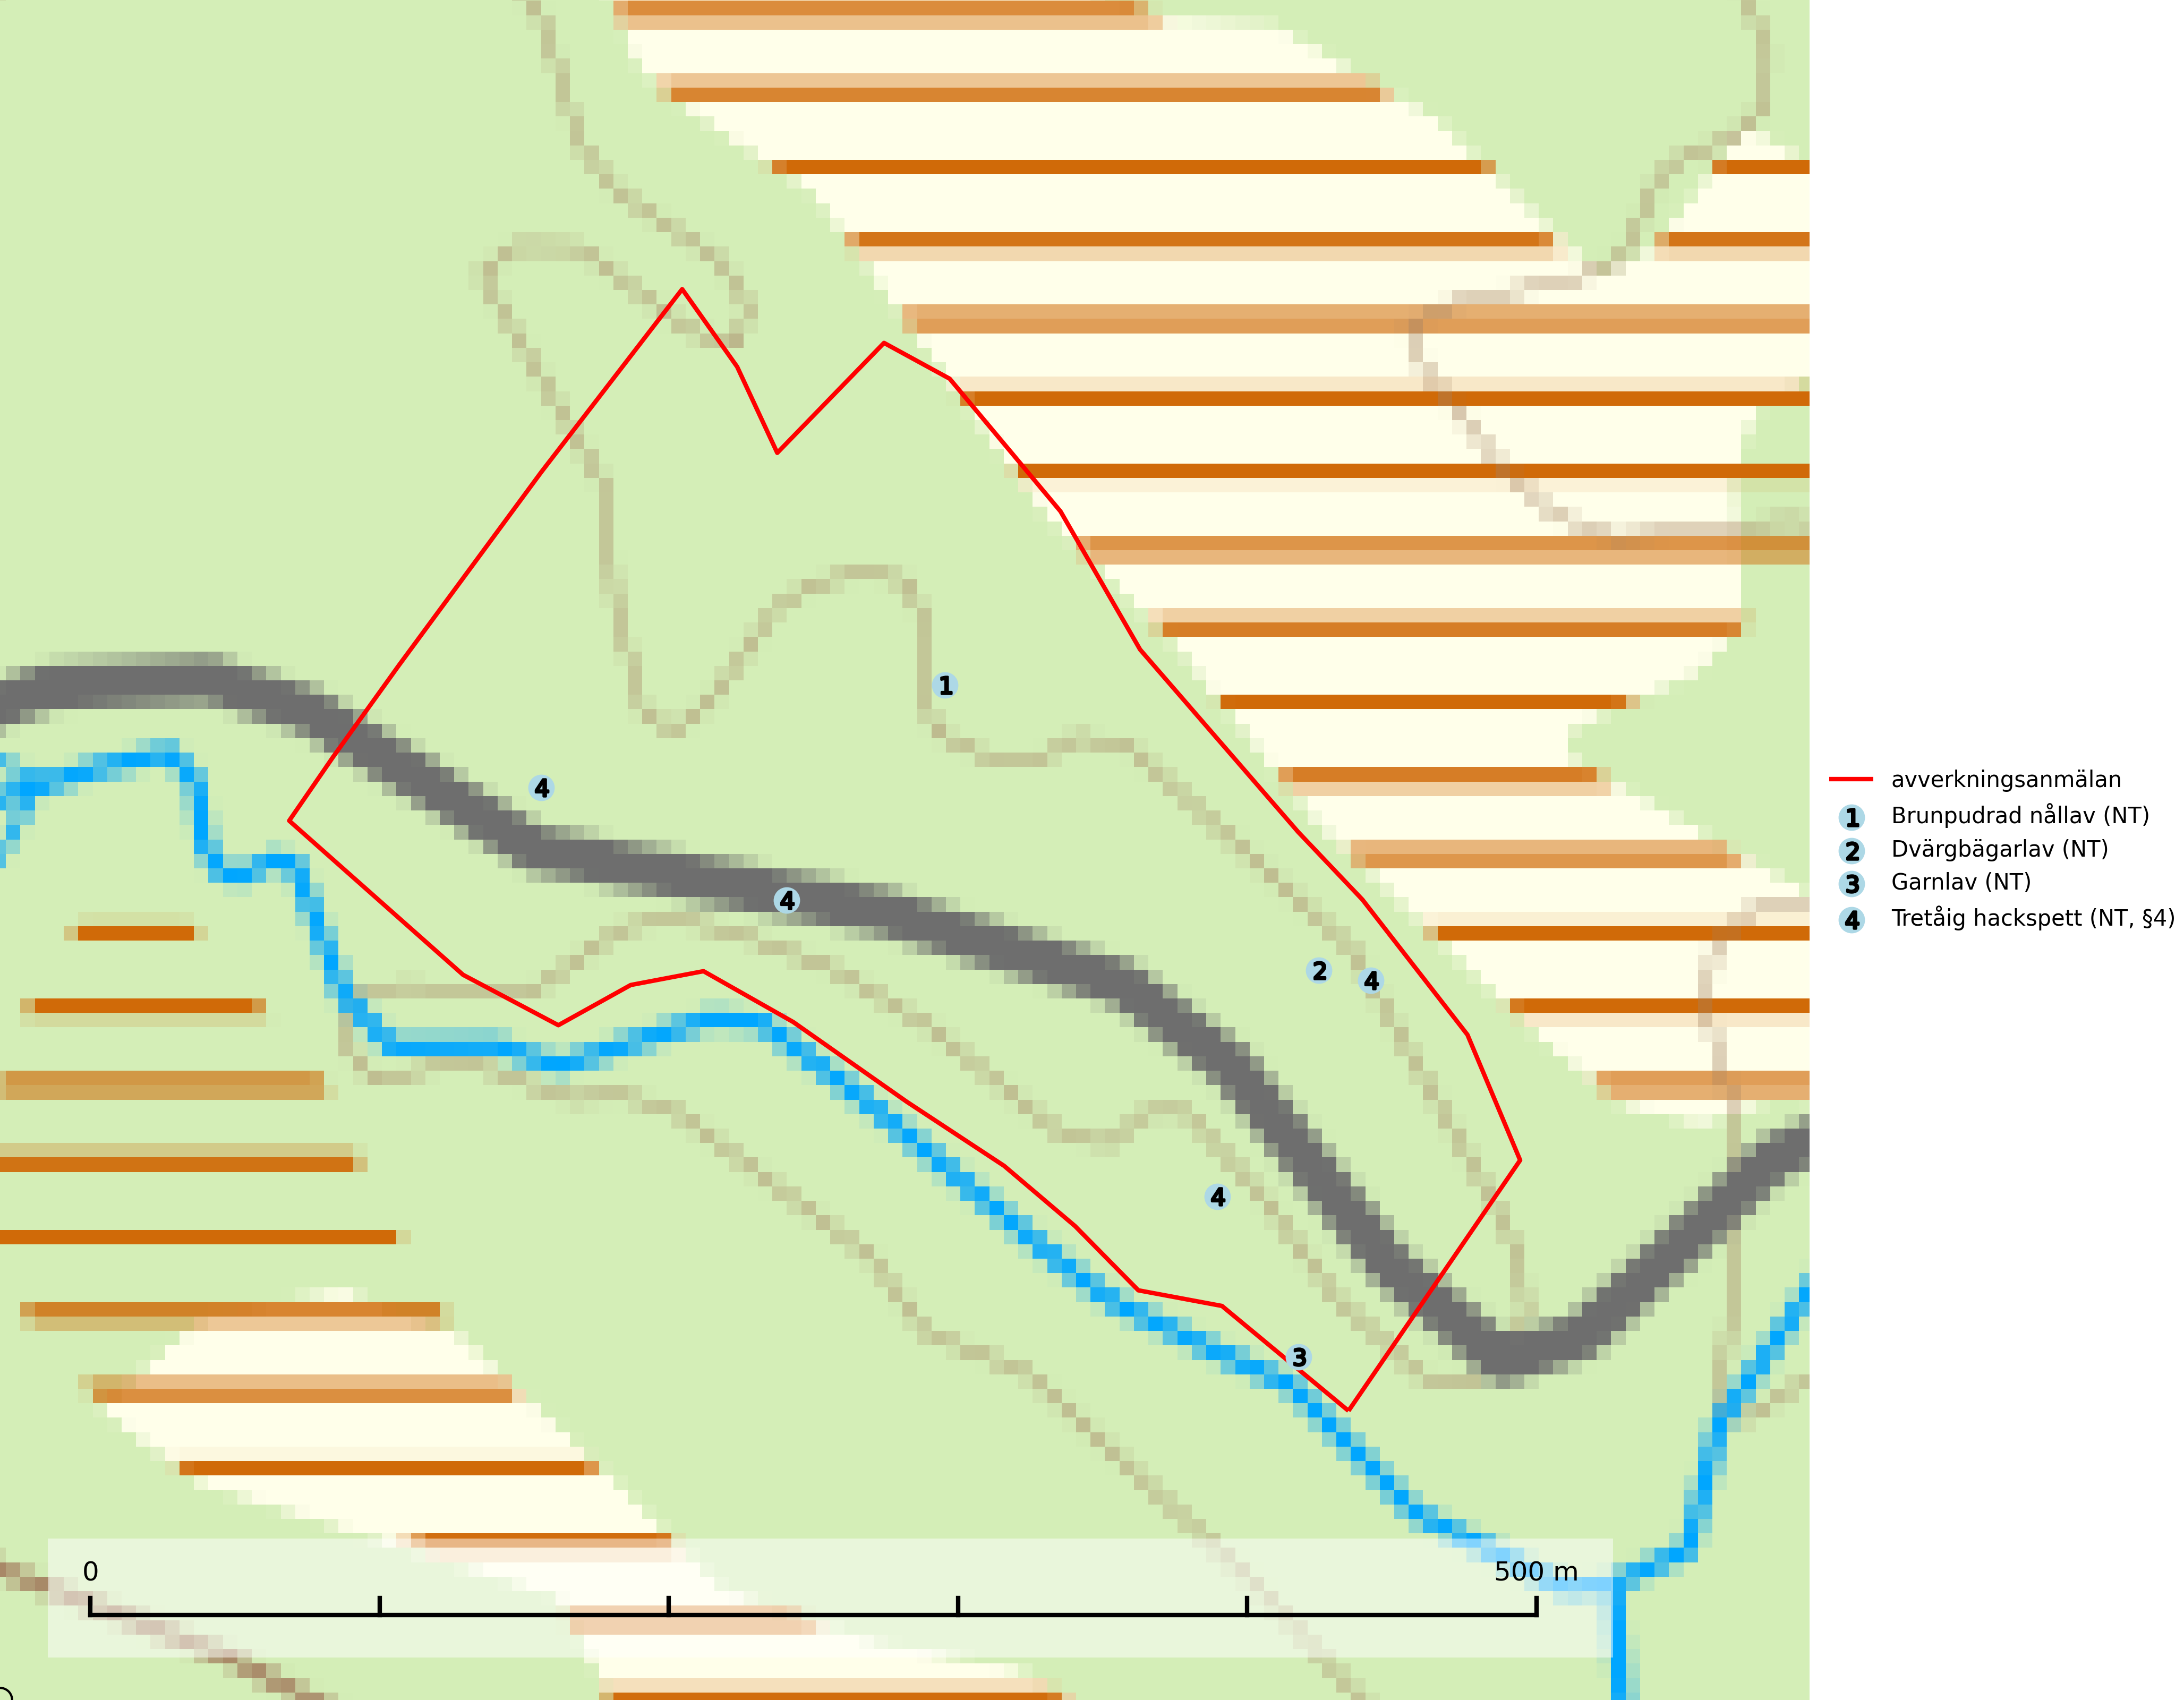 1
4
4
2
4
4
3
0
500 m
avverkningsanmälan
1 Brunpudrad nållav (NT)
2 Dvärgbägarlav (NT)
3 Garnlav (NT)
4 Tretåig hackspett (NT, §4)